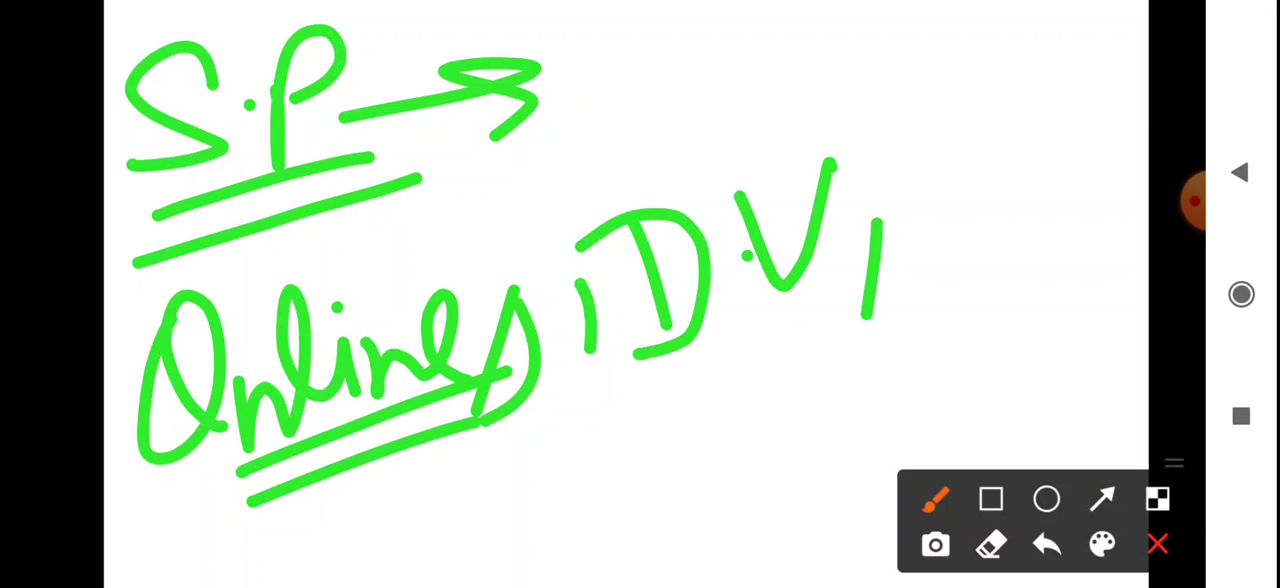 S.P →
Online
D.V